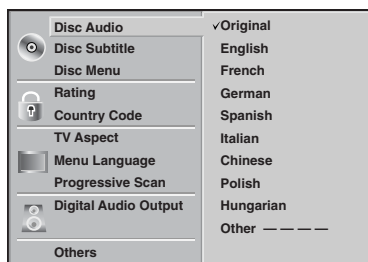 Disc Audio
Disc Subtitle
Disc Menu
Rating
Country Code
TV Aspect
Menu Language
Progressive Scan
Digital Audio Output
Others
✓Original
English
French
German
Spanish
Italian
Chinese
Polish
Hungarian
Other — — — —